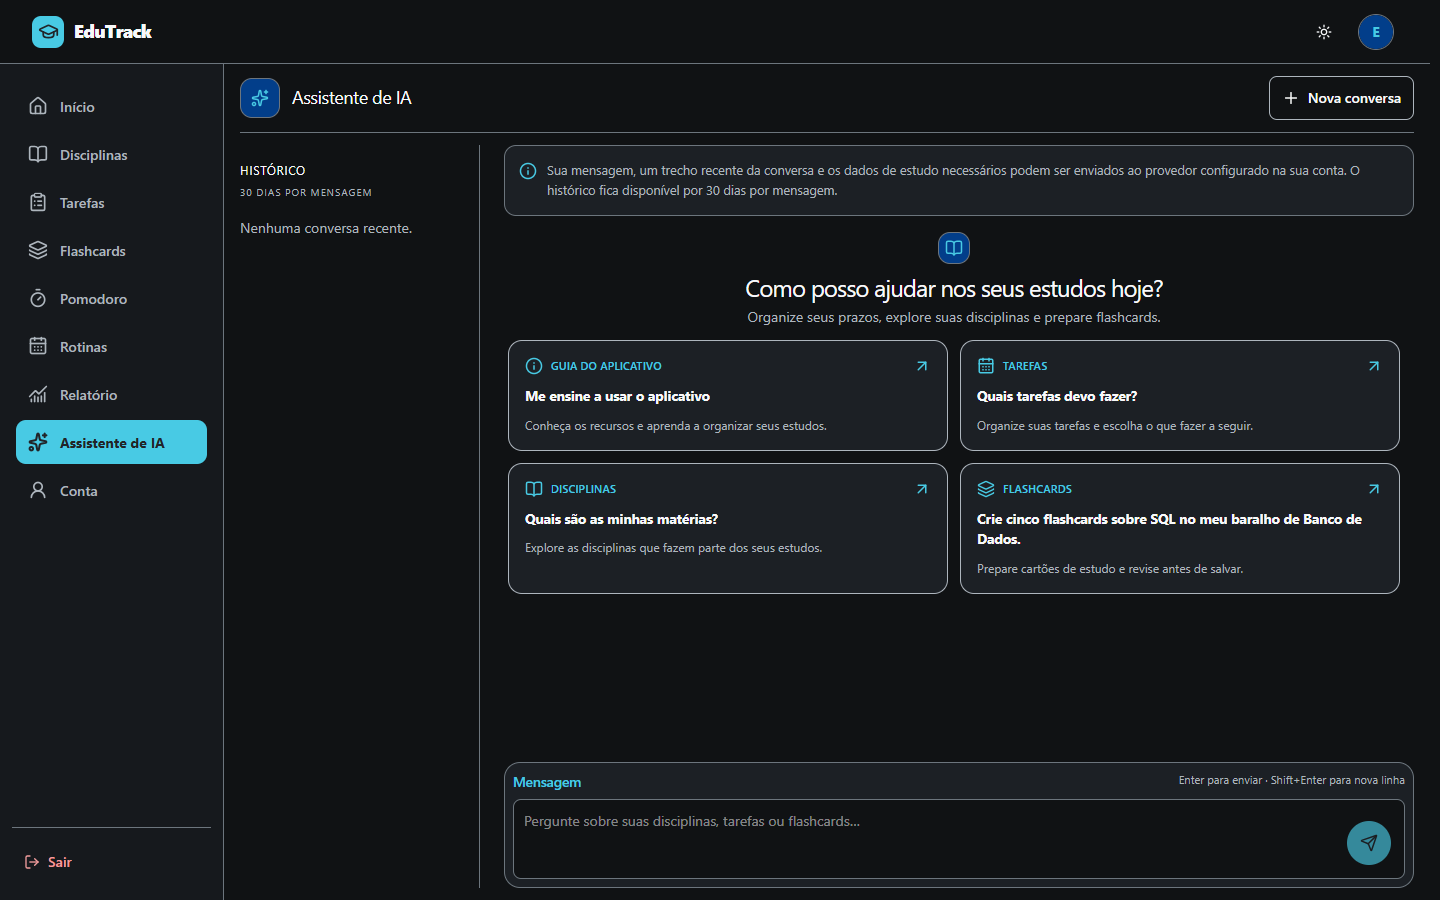 EduTrack
E
Início
Disciplinas
Tarefas
Flashcards
Pomodoro
Rotinas
Relatório
Assistente de IA
Conta
Sair
Assistente de IA
Nova conversa
HISTÓRICO
30 DIAS POR MENSAGEM
Nenhuma conversa recente.
Sua mensagem, um trecho recente da conversa e os dados de estudo necessários podem ser enviados ao provedor configurado na sua conta. O
histórico fica disponível por 30 dias por mensagem.
Como posso ajudar nos seus estudos hoje?
Organize seus prazos, explore suas disciplinas e prepare flashcards.
GUIA DO APLICATIVO
Me ensine a usar o aplicativo
Conheça os recursos e aprenda a organizar seus estudos.
TAREFAS
Quais tarefas devo fazer?
Organize suas tarefas e escolha o que fazer a seguir.
DISCIPLINAS
Quais são as minhas matérias?
Explore as disciplinas que fazem parte dos seus estudos.
FLASHCARDS
Crie cinco flashcards sobre SQL no meu baralho de Banco de
Dados.
Prepare cartões de estudo e revise antes de salvar.
Mensagem
Enter para enviar · Shift+Enter para nova linha
Pergunte sobre suas disciplinas, tarefas ou flashcards...